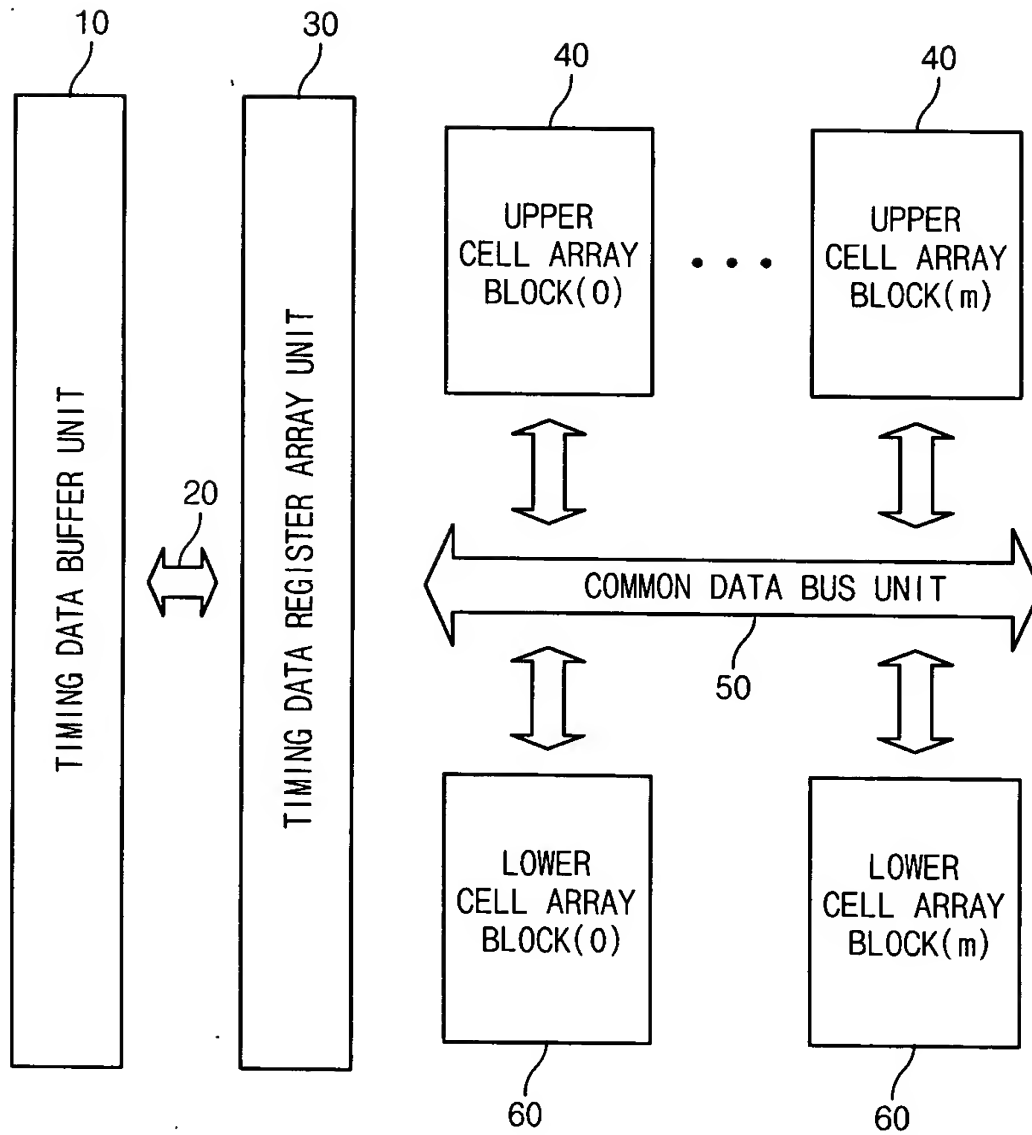 10
30
40
40
TIMING DATA BUFFER UNIT
20
TIMING DATA REGISTER ARRAY UNIT
UPPER
CELL ARRAY
BLOCK(0)
• • •
UPPER
CELL ARRAY
BLOCK(m)
COMMON DATA BUS UNIT
50
LOWER
CELL ARRAY
BLOCK(0)
LOWER
CELL ARRAY
BLOCK(m)
60
60